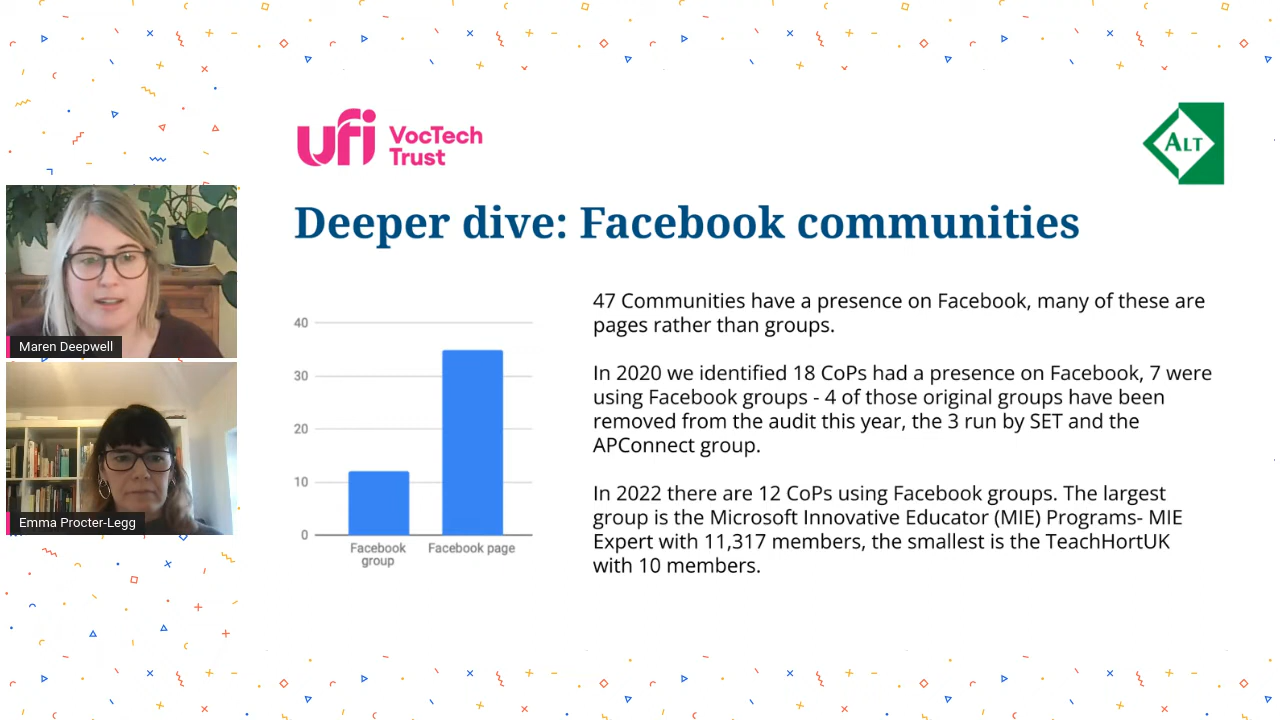 ufi VocTech
Trust
ALT
Deeper dive: Facebook communities
Maren Deepwell
Emma Procter-Legg
40
30
20
10
0
Facebook
group
Facebook page
47 Communities have a presence on Facebook, many of these are
pages rather than groups.
In 2020 we identified 18 CoPs had a presence on Facebook, 7 were
using Facebook groups - 4 of those original groups have been
removed from the audit this year, the 3 run by SET and the
APConnect group.
In 2022 there are 12 CoPs using Facebook groups. The largest
group is the Microsoft Innovative Educator (MIE) Programs- MIE
Expert with 11,317 members, the smallest is the TeachHortUK
with 10 members.